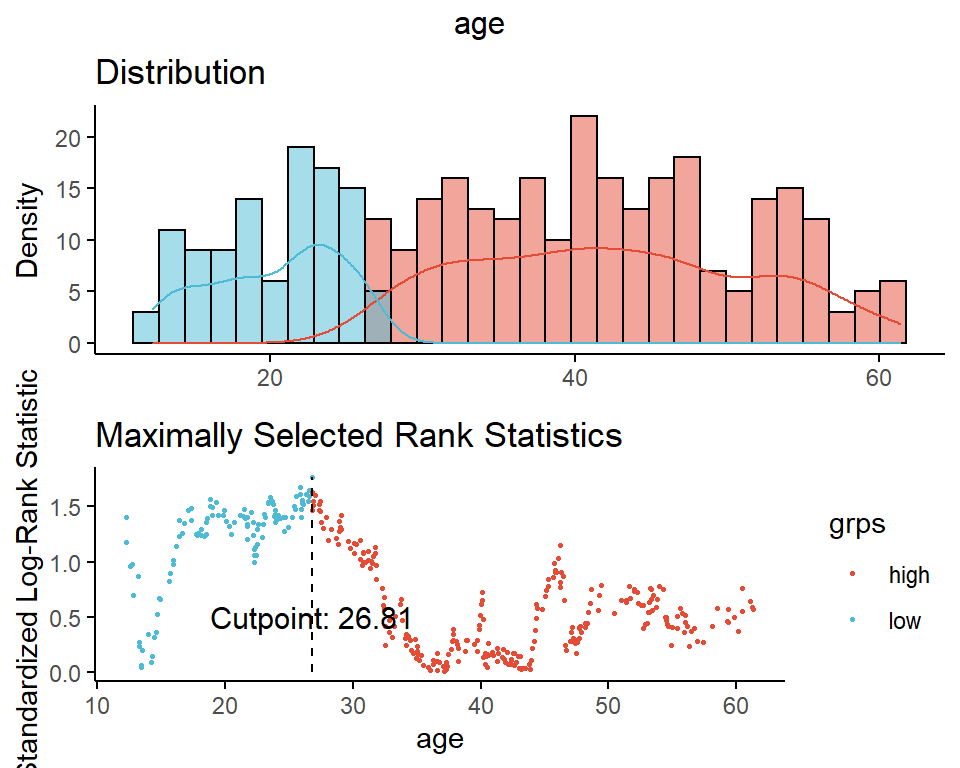 age
Distribution
Density
20
15
10
5
0
20
40
60
Maximally Selected Rank Statistics
Standardized Log-Rank Statistic
1.5
1.0
0.5
0.0
Cutpoint: 26.81
10
20
30
40
50
60
age
grps
high
low